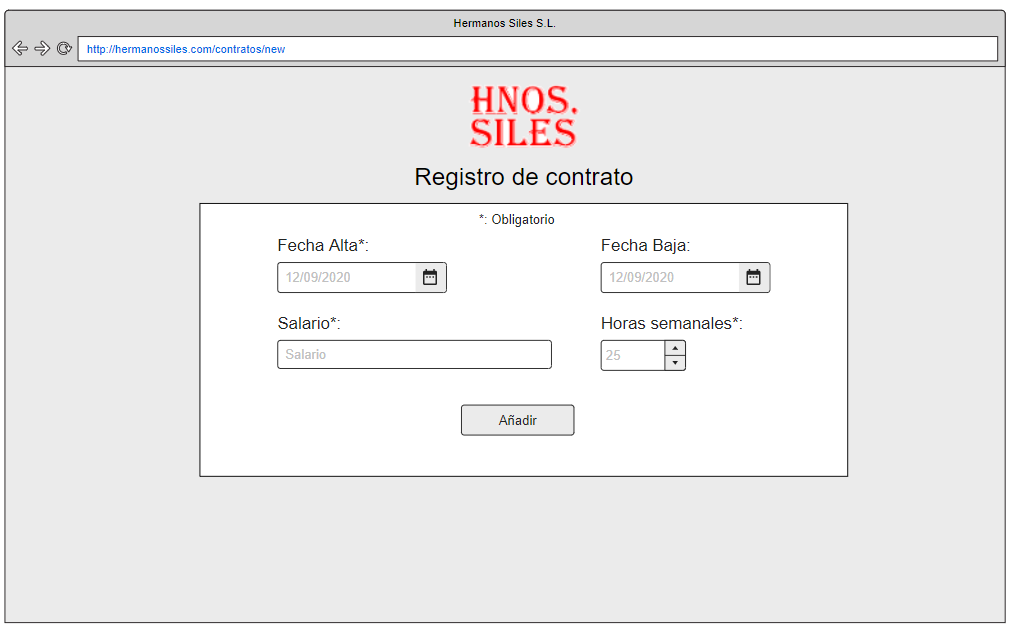 Hermanos Siles S.L.
http://hermanossiles.com/contratos/new
HNOS.
SILES
Registro de contrato
*: Obligatorio
Fecha Alta*:
Fecha Baja:
12/09/2020
12/09/2020
Salario*:
Horas semanales*:
Salario
25
Añadir